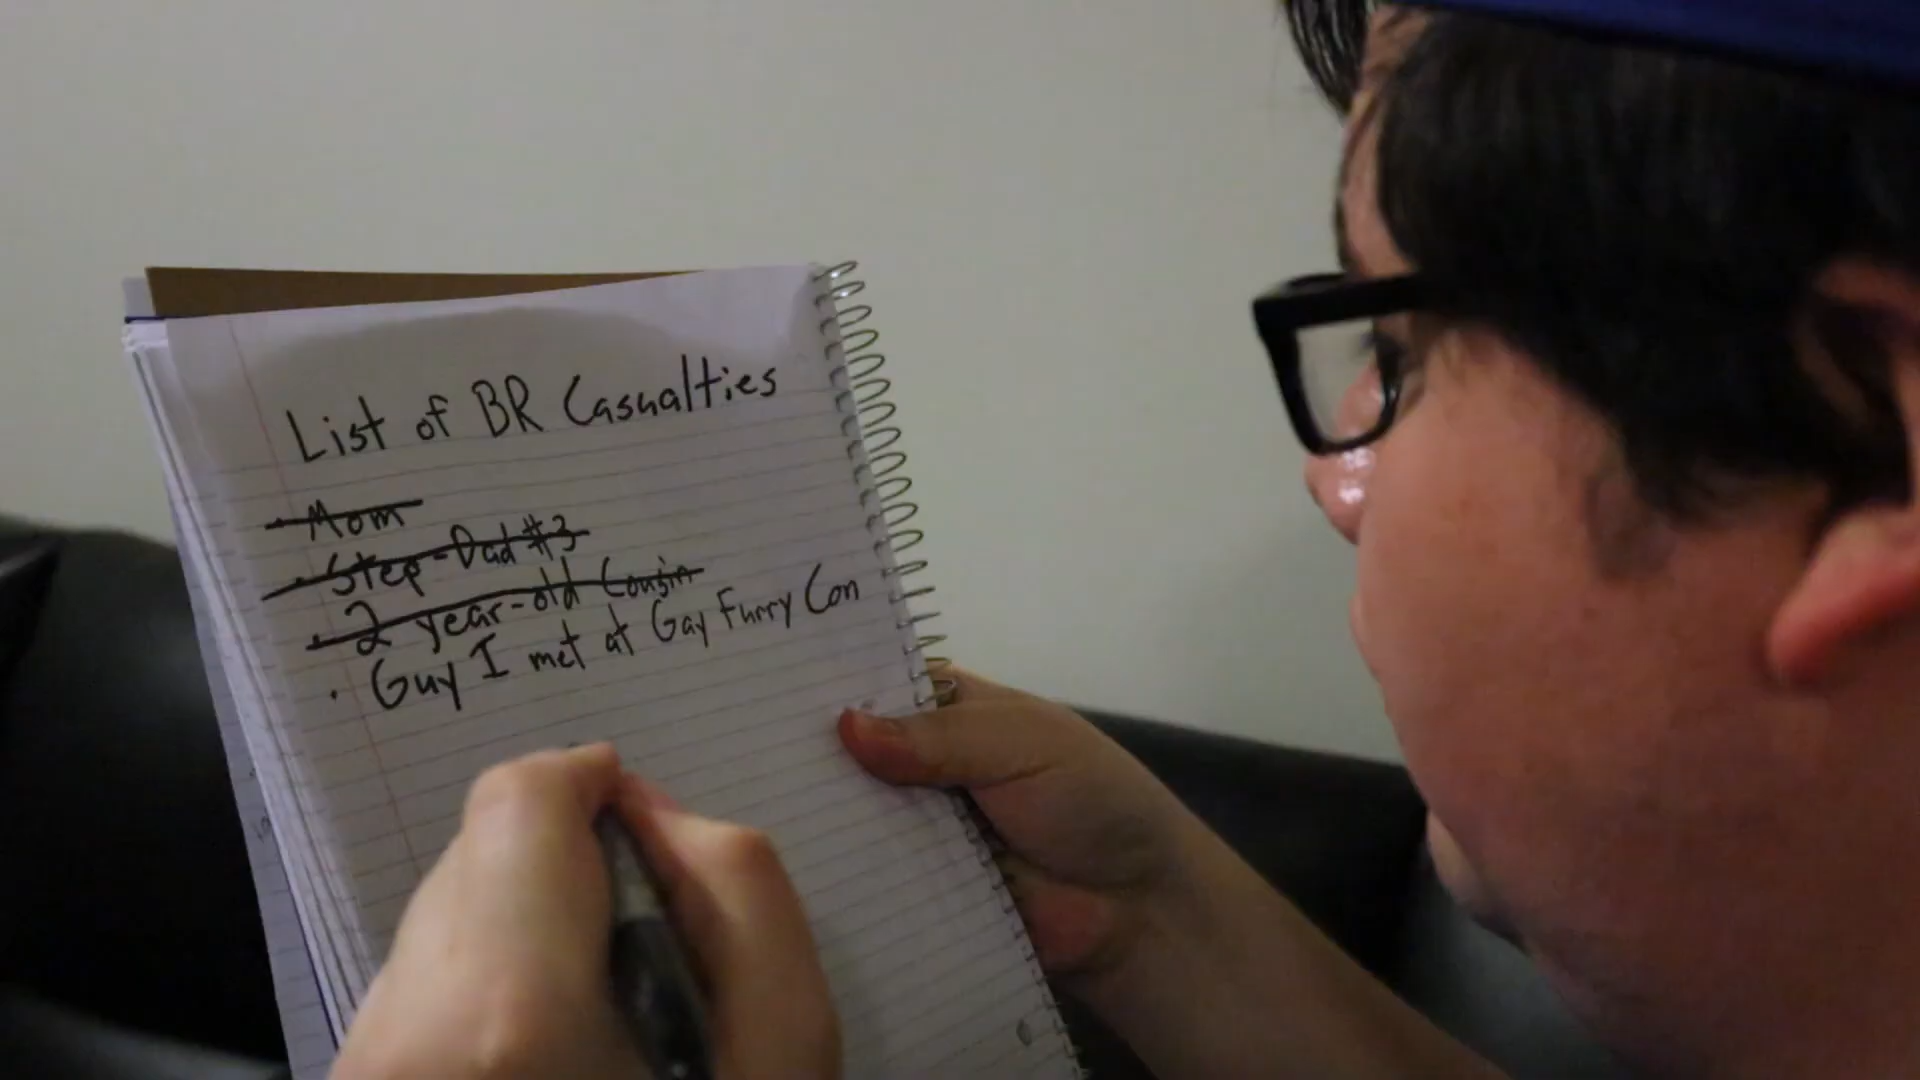 List of BR Casualties
· Mom
· Step-Dad #3
· 2 year-old Cousin
· Guy I met at Gay Furry Con